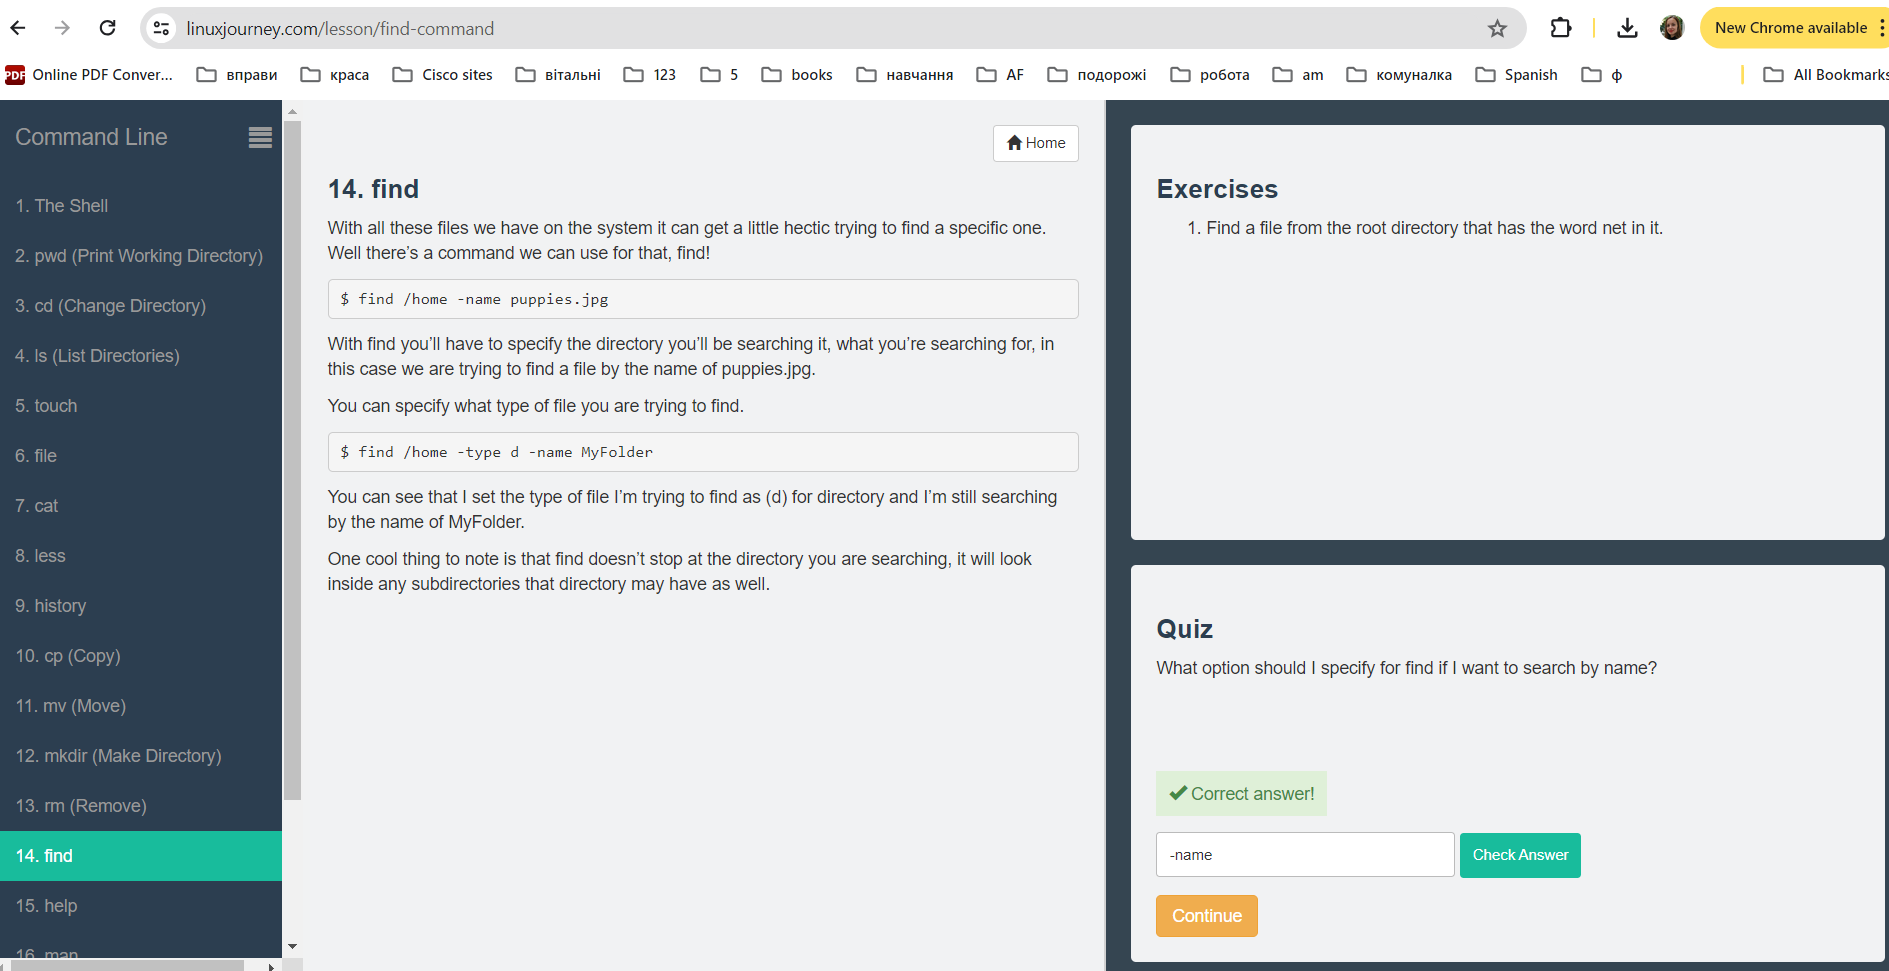 linuxjourney.com/lesson/find-command
New Chrome available
PDF
Online PDF Conver...
вправи
краса
Cisco sites
вітальні
123
5
books
навчання
AF
подорожі
робота
am
комуналка
Spanish
ф
All Bookmarks
Command Line
1. The Shell
2. pwd (Print Working Directory)
3. cd (Change Directory)
4. ls (List Directories)
5. touch
6. file
7. cat
8. less
9. history
10. cp (Copy)
11. mv (Move)
12. mkdir (Make Directory)
13. rm (Remove)
14. find
15. help
16. man
Home
14. find
With all these files we have on the system it can get a little hectic trying to find a specific one.
Well there’s a command we can use for that, find!
$ find /home -name puppies.jpg
With find you’ll have to specify the directory you’ll be searching it, what you’re searching for, in
this case we are trying to find a file by the name of puppies.jpg.
You can specify what type of file you are trying to find.
$ find /home -type d -name MyFolder
You can see that I set the type of file I’m trying to find as (d) for directory and I’m still searching
by the name of MyFolder.
One cool thing to note is that find doesn’t stop at the directory you are searching, it will look
inside any subdirectories that directory may have as well.
Exercises
1. Find a file from the root directory that has the word net in it.
Quiz
What option should I specify for find if I want to search by name?
Correct answer!
-name
Check Answer
Continue